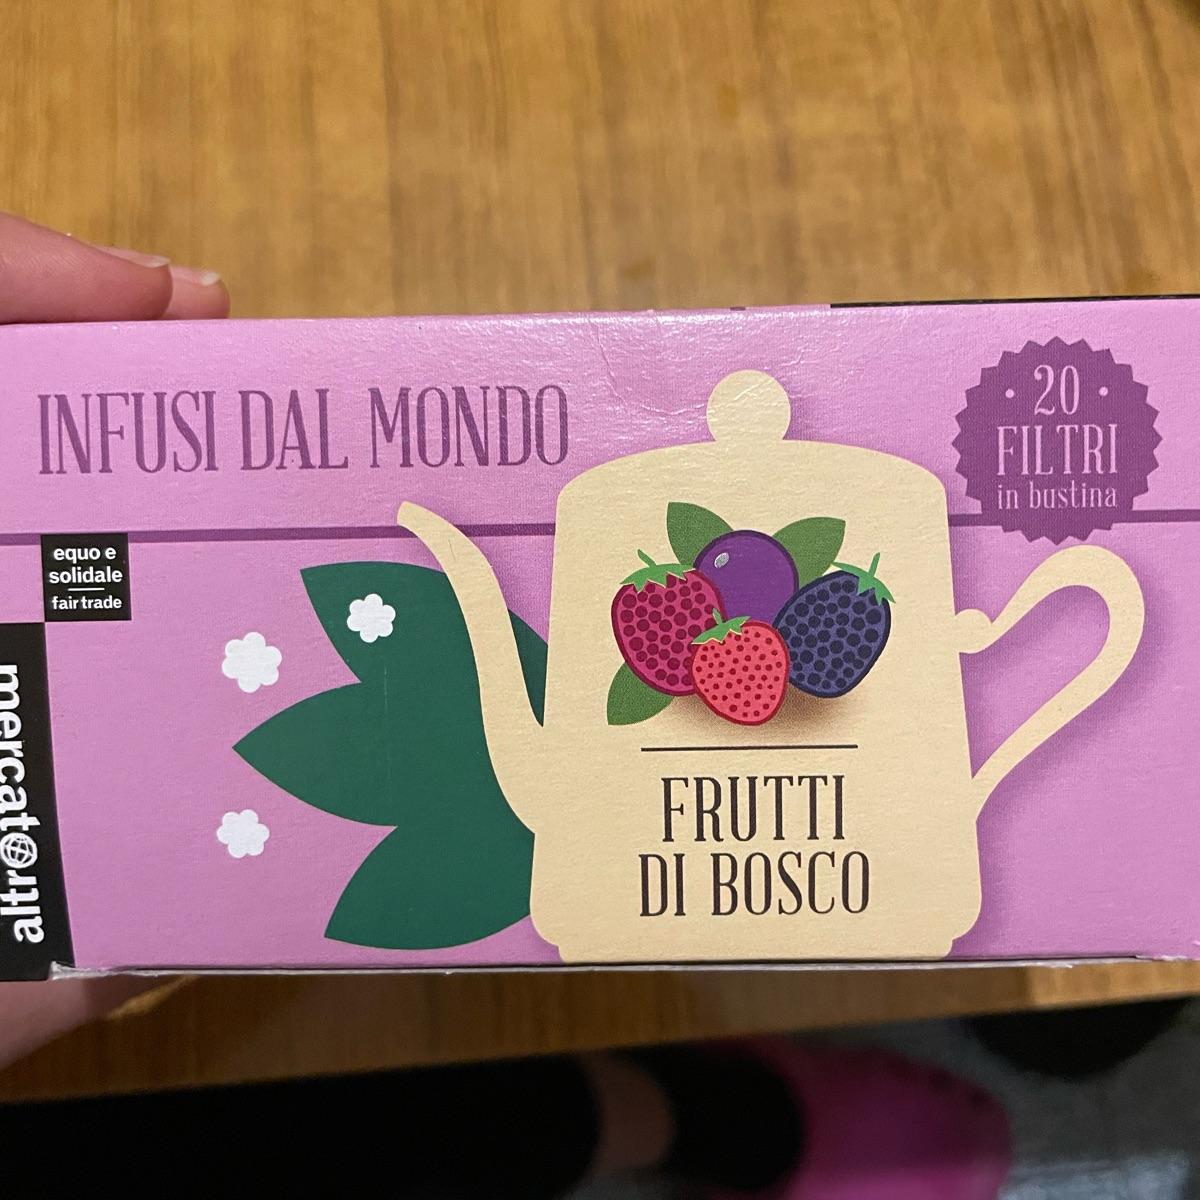 INFUSI DAL MONDO
20
FILTRI
in bustina
equo e
solidale
fair trade
altromercato
FRUTTI
DI BOSCO